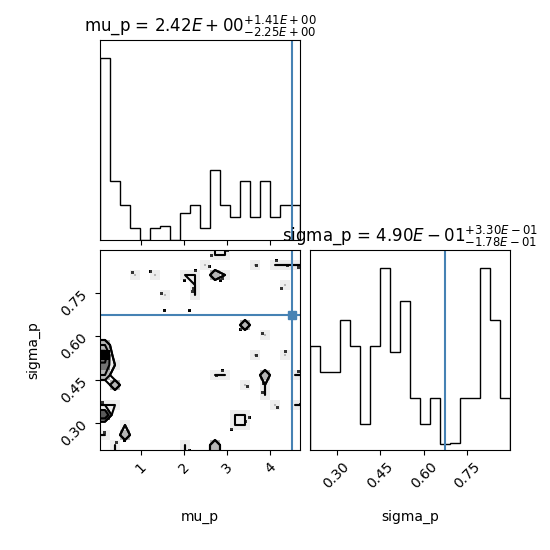 mu_p = 2.42E + 00 +1.41E+00 −2.25E+00
sigma_p = 4.90E − 01 +3.30E−01 −1.78E−01
sigma_p
0.75
0.60
0.45
0.30
1 2 3 4
0.30 0.45 0.60 0.75
mu_p
sigma_p